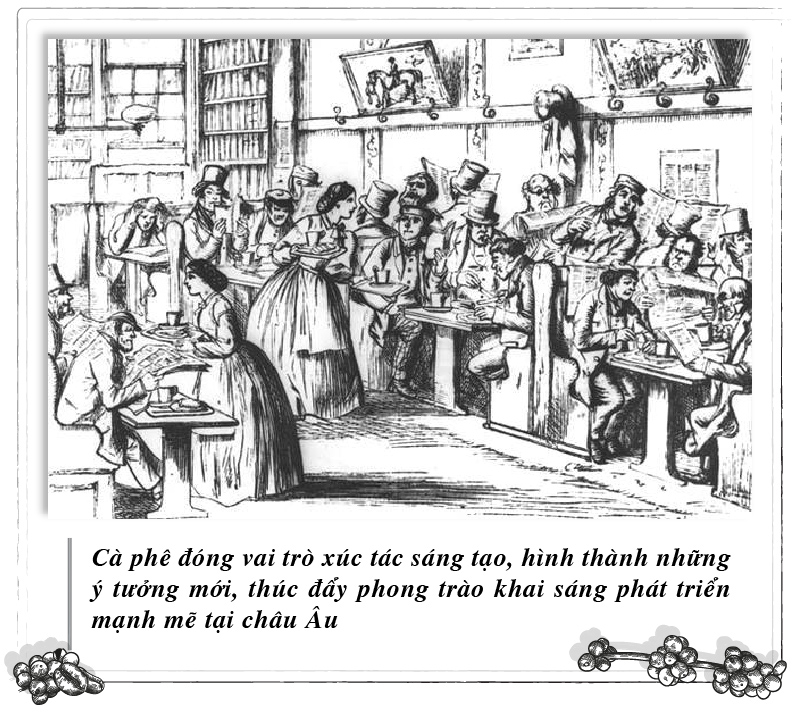 Cà phê đóng vai trò xúc tác sáng tạo, hình thành những
ý tưởng mới, thúc đẩy phong trào khai sáng phát triển
mạnh mẽ tại châu Âu